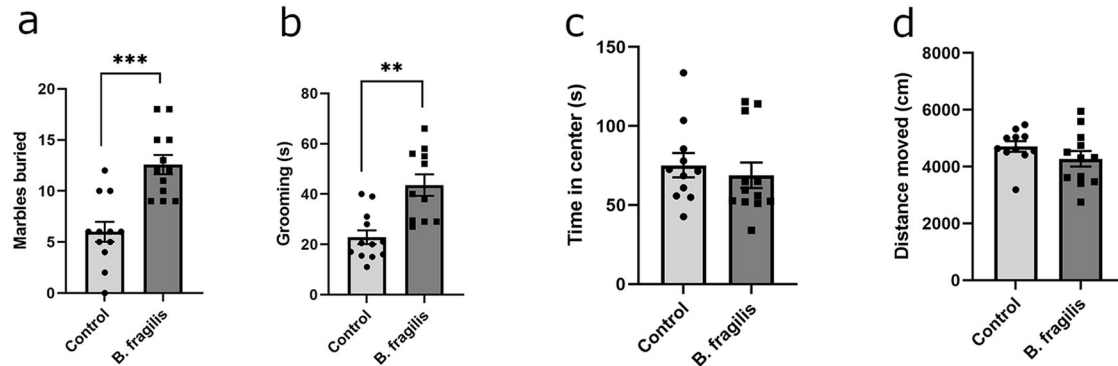 a
b
c
d
***
**
Marbles buried
20
15
10
5
0
Control
B. fragilis
Grooming (s)
80
60
40
20
0
Control
B. fragilis
Time in center (s)
150
100
50
0
Control
B. fragilis
Distance moved (cm)
8000
6000
4000
2000
0
Control
B. fragilis